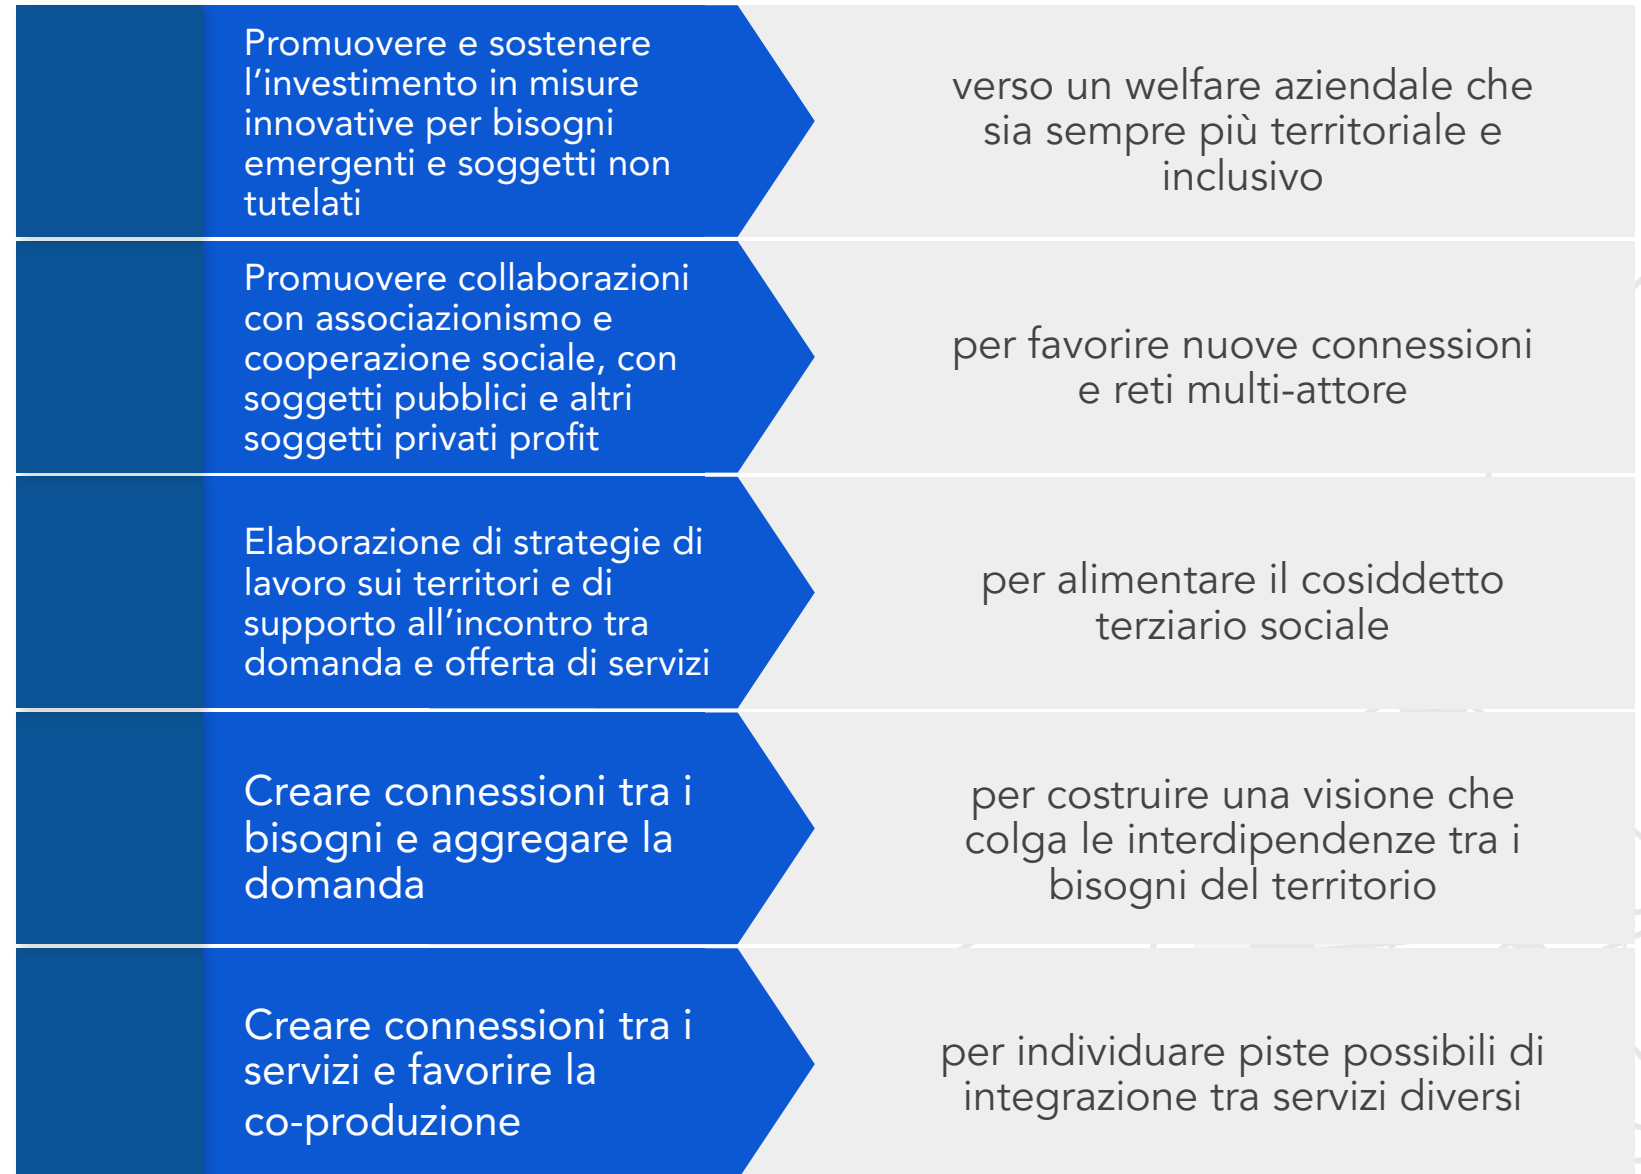 Promuovere e sostenere
l’investimento in misure
innovative per bisogni
emergenti e soggetti non
tutelati
verso un welfare aziendale che
sia sempre più territoriale e
inclusivo
Promuovere collaborazioni
con associazionismo e
cooperazione sociale, con
soggetti pubblici e altri
soggetti privati profit
per favorire nuove connessioni
e reti multi-attore
Elaborazione di strategie di
lavoro sui territori e di
supporto all’incontro tra
domanda e offerta di servizi
per alimentare il cosiddetto
terziario sociale
Creare connessioni tra i
bisogni e aggregare la
domanda
per costruire una visione che
colga le interdipendenze tra i
bisogni del territorio
Creare connessioni tra i
servizi e favorire la
co-produzione
per individuare piste possibili di
integrazione tra servizi diversi